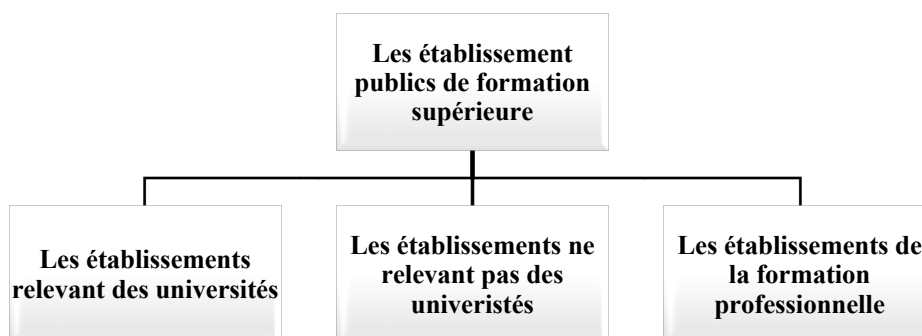 Les établissement
publics de formation
supérieure
Les établissements
relevant des universités
Les établissements ne
relevant pas des
univeristés
Les établissements de
la formation
professionnelle